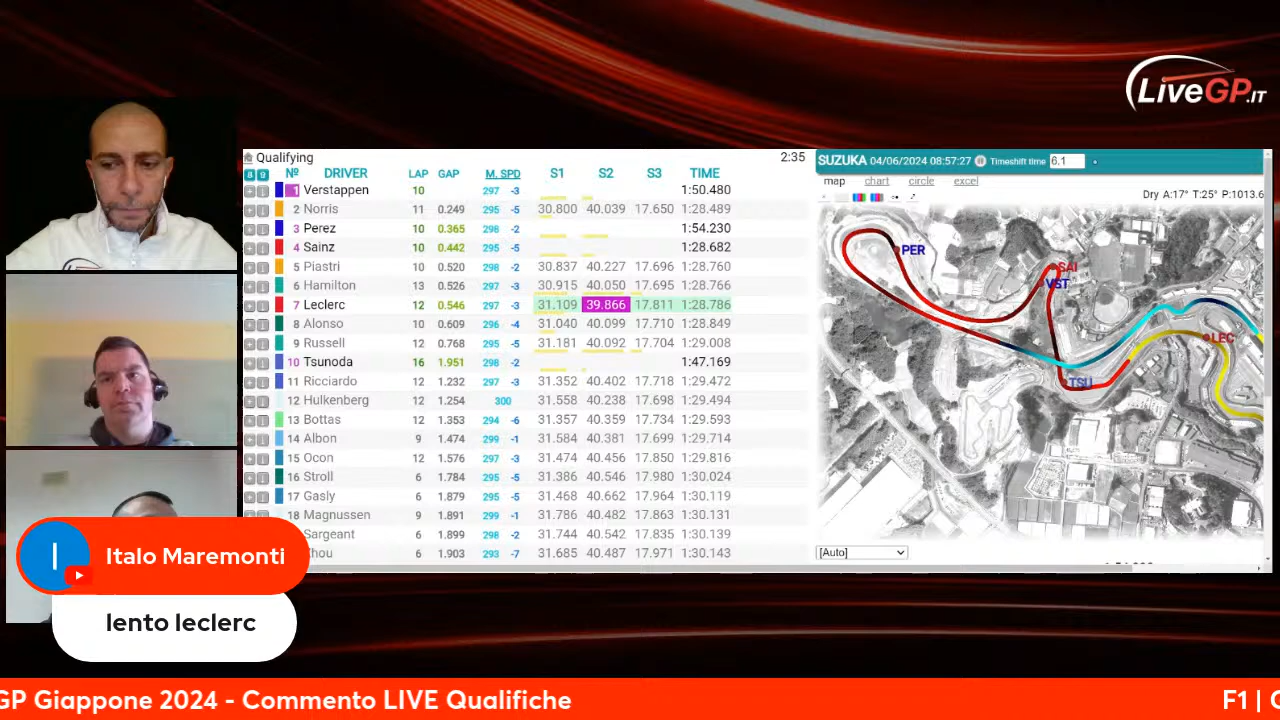 LiveGP.IT
Qualifying 2:35
Nº DRIVER LAP GAP M. SPD S1 S2 S3 TIME
1 Verstappen 10 297 -3 1:50.480
2 Norris 11 0.249 295 -5 30.800 40.039 17.650 1:28.489
3 Perez 10 0.365 298 -2 1:54.230
4 Sainz 10 0.442 295 -5 1:28.682
5 Piastri 10 0.520 298 -2 30.837 40.227 17.696 1:28.760
6 Hamilton 13 0.526 297 -3 30.915 40.050 17.695 1:28.766
7 Leclerc 12 0.546 297 -3 31.109 39.866 17.811 1:28.786
8 Alonso 10 0.609 296 -4 31.040 40.099 17.710 1:28.849
9 Russell 12 0.768 295 -5 31.181 40.092 17.704 1:29.008
10 Tsunoda 16 1.951 298 -2 1:47.169
11 Ricciardo 12 1.232 297 -3 31.352 40.402 17.718 1:29.472
12 Hulkenberg 12 1.254 300 31.558 40.238 17.698 1:29.494
13 Bottas 12 1.353 294 -6 31.357 40.359 17.734 1:29.593
14 Albon 9 1.474 299 -1 31.584 40.381 17.699 1:29.714
15 Ocon 12 1.576 297 -3 31.474 40.456 17.850 1:29.816
16 Stroll 6 1.784 295 -5 31.386 40.546 17.980 1:30.024
17 Gasly 6 1.879 295 -5 31.468 40.662 17.964 1:30.119
18 Magnussen 9 1.891 299 -1 31.786 40.482 17.863 1:30.131
Sargeant 6 1.899 298 -2 31.744 40.542 17.835 1:30.139
Zhou 6 1.903 293 -7 31.685 40.487 17.971 1:30.143
SUZUKA 04/06/2024 08:57:27 Timeshift time 6.1
map chart circle excel
Dry A:17° T:25° P:1013.6
PER
SAI
VST
LEC
TSU
[Auto]
I Italo Maremonti
lento leclerc
GP Giappone 2024 - Commento LIVE Qualifiche
F1 |